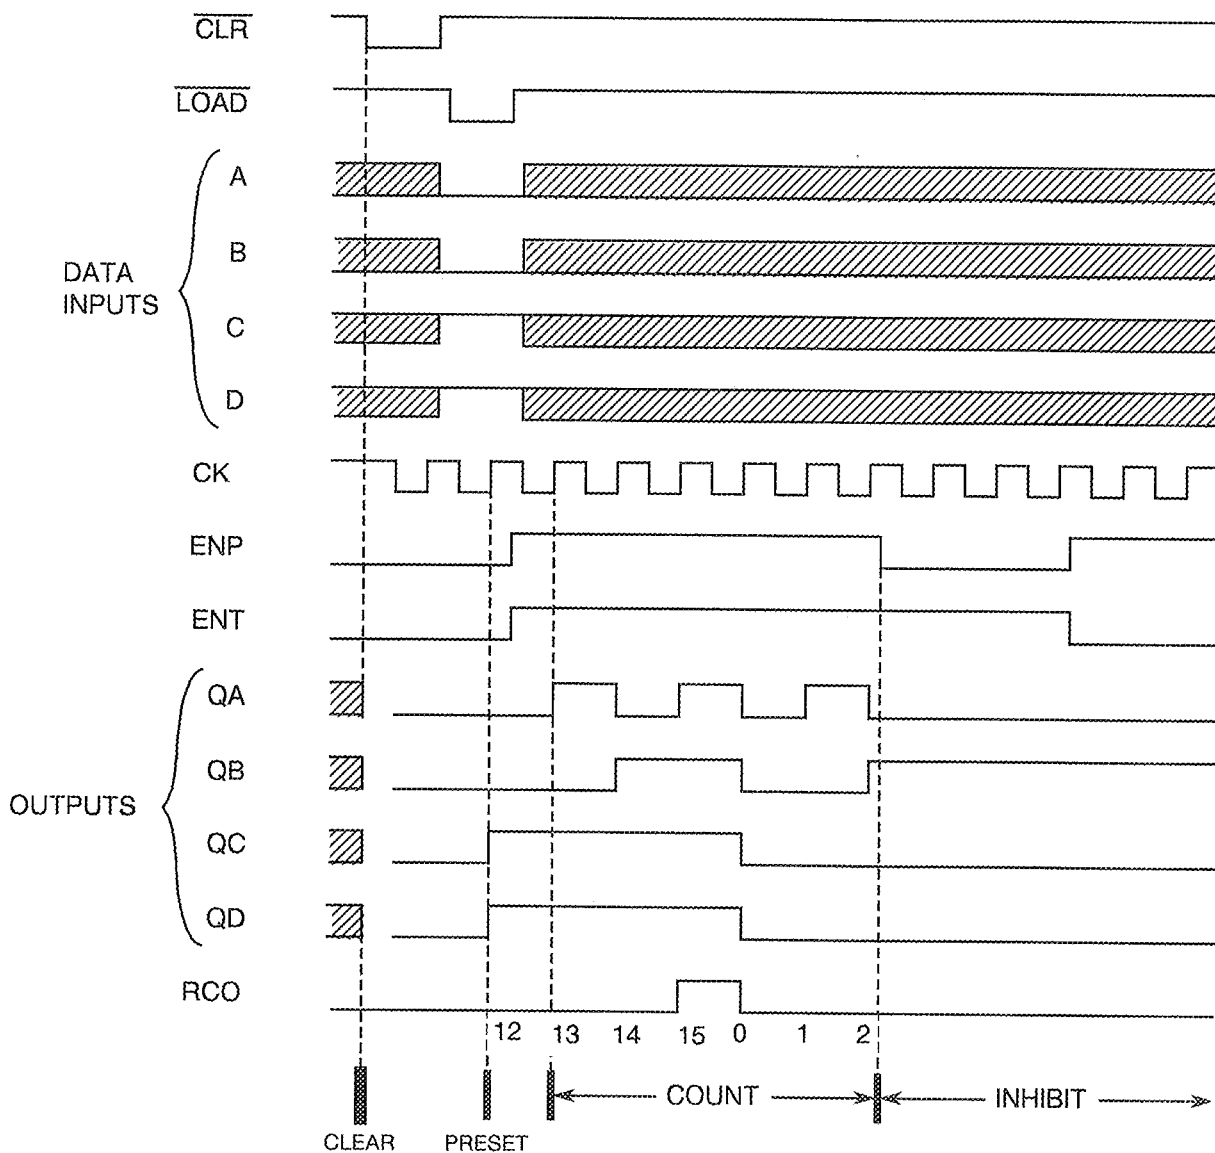 CLR
LOAD
A
B
DATA
INPUTS
C
D
CK
ENP
ENT
QA
QB
OUTPUTS
QC
QD
RCO
12 13 14 15 0 1 2
COUNT INHIBIT
CLEAR PRESET